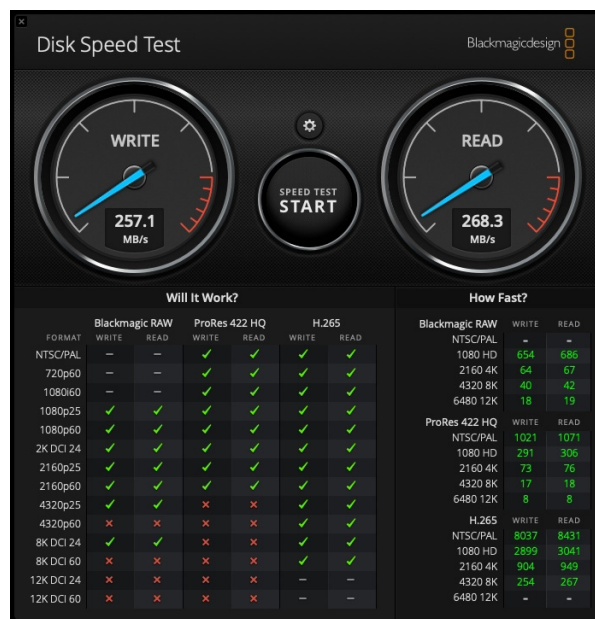 Disk Speed Test
Blackmagicdesign
WRITE
257.1
MB/s
SPEED TEST
START
READ
268.3
MB/s
Will It Work?
Blackmagic RAW ProRes 422 HQ H.265
FORMAT WRITE READ WRITE READ WRITE READ
NTSC/PAL – – ✓ ✓ ✓ ✓
720p60 – – ✓ ✓ ✓ ✓
1080i60 – – ✓ ✓ ✓ ✓
1080p25 ✓ ✓ ✓ ✓ ✓ ✓
1080p60 ✓ ✓ ✓ ✓ ✓ ✓
2K DCI 24 ✓ ✓ ✓ ✓ ✓ ✓
2160p25 ✓ ✓ ✓ ✓ ✓ ✓
2160p60 ✓ ✓ ✓ ✓ ✓ ✓
4320p25 ✓ ✓ × × ✓ ✓
4320p60 × × × × ✓ ✓
8K DCI 24 ✓ ✓ × × ✓ ✓
8K DCI 60 × × × × ✓ ✓
12K DCI 24 × × × × – –
12K DCI 60 × × × × – –
How Fast?
Blackmagic RAW WRITE READ
NTSC/PAL - -
1080 HD 654 686
2160 4K 64 67
4320 8K 40 42
6480 12K 18 19
ProRes 422 HQ WRITE READ
NTSC/PAL 1021 1071
1080 HD 291 306
2160 4K 73 76
4320 8K 17 18
6480 12K 8 8
H.265 WRITE READ
NTSC/PAL 8037 8431
1080 HD 2899 3041
2160 4K 904 949
4320 8K 254 267
6480 12K - -